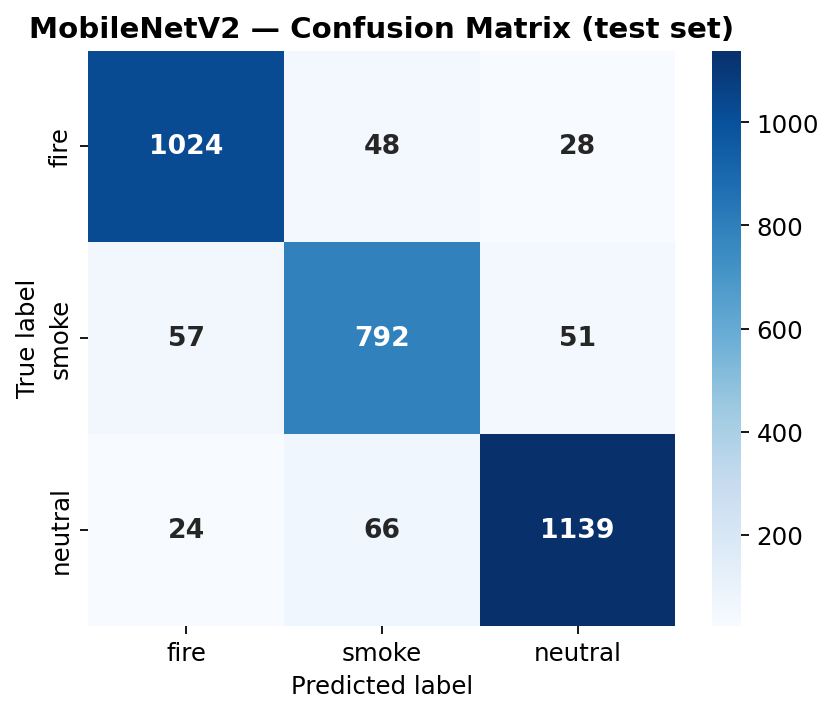 MobileNetV2 — Confusion Matrix (test set)
True label
fire
1024 48 28
smoke
57 792 51
neutral
24 66 1139
fire smoke neutral
Predicted label
1000
800
600
400
200